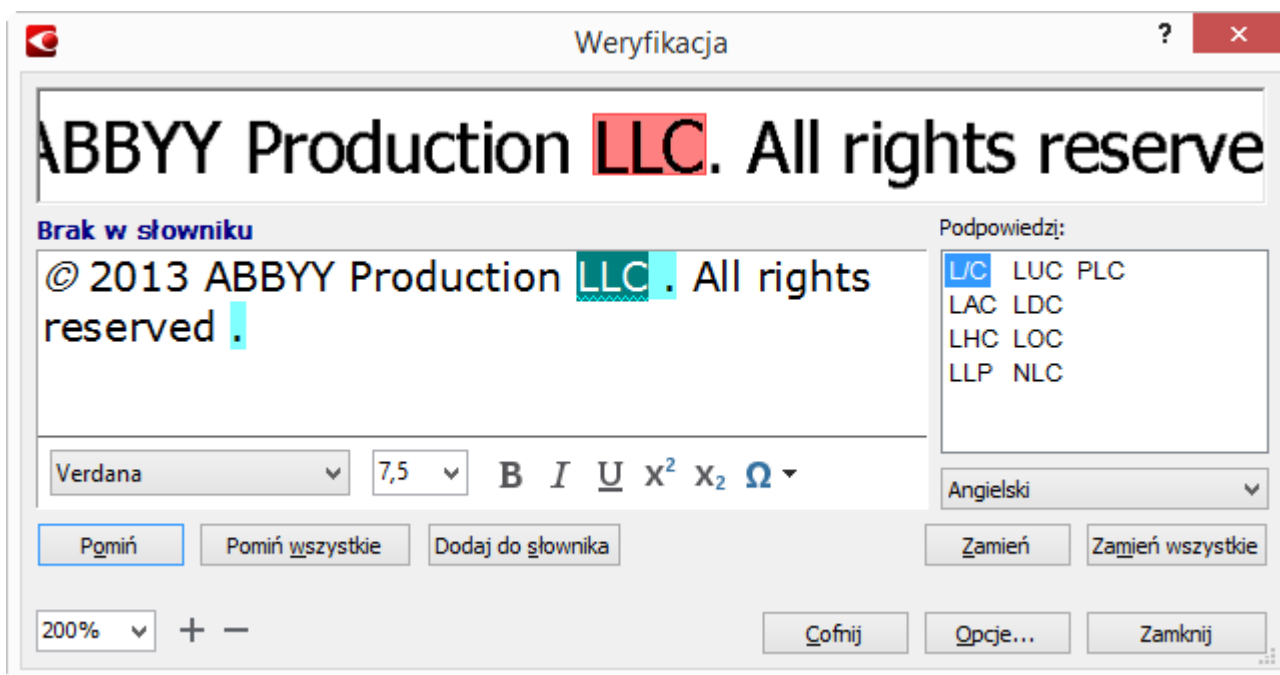 Weryfikacja
?
ABBYY Production LLC. All rights reserve
Brak w słowniku
Podpowiedzi:
© 2013 ABBYY Production LLC . All rights
reserved .
L/C LUC PLC
LAC LDC
LHC LOC
LLP NLC
Verdana 7,5 B I U X² X₂ Ω
Angielski
Pomiń Pomiń wszystkie Dodaj do słownika Zamień Zamień wszystkie
200% + −
Cofnij Opcje... Zamknij